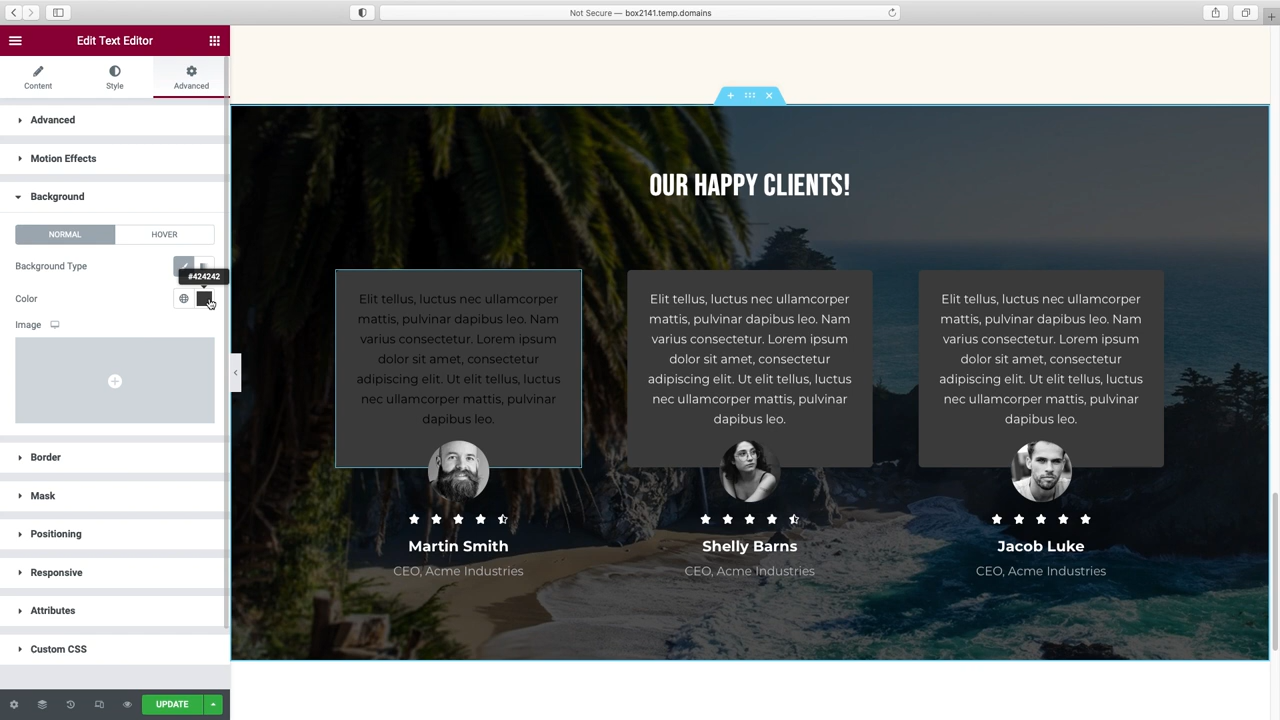 Not Secure — box2141.temp.domains
Edit Text Editor
Content
Style
Advanced
Advanced
Motion Effects
Background
NORMAL
HOVER
Background Type
#424242
Color
Image
Border
Mask
Positioning
Responsive
Attributes
Custom CSS
UPDATE
OUR HAPPY CLIENTS!
Elit tellus, luctus nec ullamcorper
mattis, pulvinar dapibus leo. Nam
varius consectetur. Lorem ipsum
dolor sit amet, consectetur
adipiscing elit. Ut elit tellus, luctus
nec ullamcorper mattis, pulvinar
dapibus leo.
Martin Smith
CEO, Acme Industries
Elit tellus, luctus nec ullamcorper
mattis, pulvinar dapibus leo. Nam
varius consectetur. Lorem ipsum
dolor sit amet, consectetur
adipiscing elit. Ut elit tellus, luctus
nec ullamcorper mattis, pulvinar
dapibus leo.
Shelly Barns
CEO, Acme Industries
Elit tellus, luctus nec ullamcorper
mattis, pulvinar dapibus leo. Nam
varius consectetur. Lorem ipsum
dolor sit amet, consectetur
adipiscing elit. Ut elit tellus, luctus
nec ullamcorper mattis, pulvinar
dapibus leo.
Jacob Luke
CEO, Acme Industries